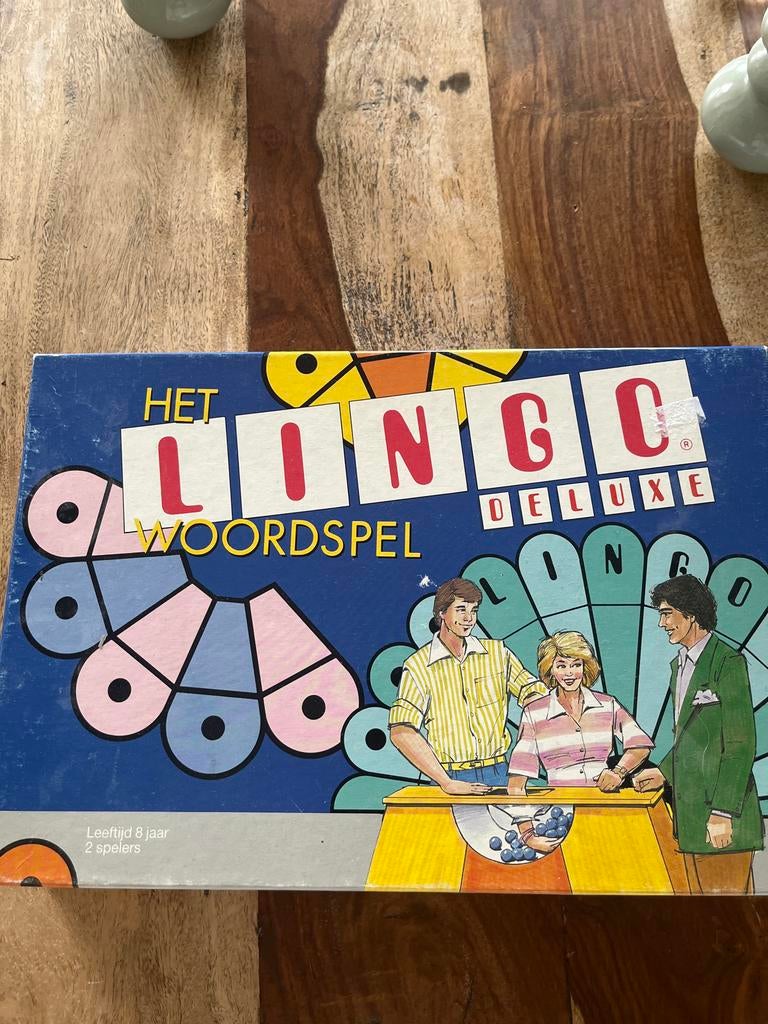 HET
LINGO®
DELUXE
WOORDSPEL
LINGO
Leeftijd 8 jaar
2 spelers